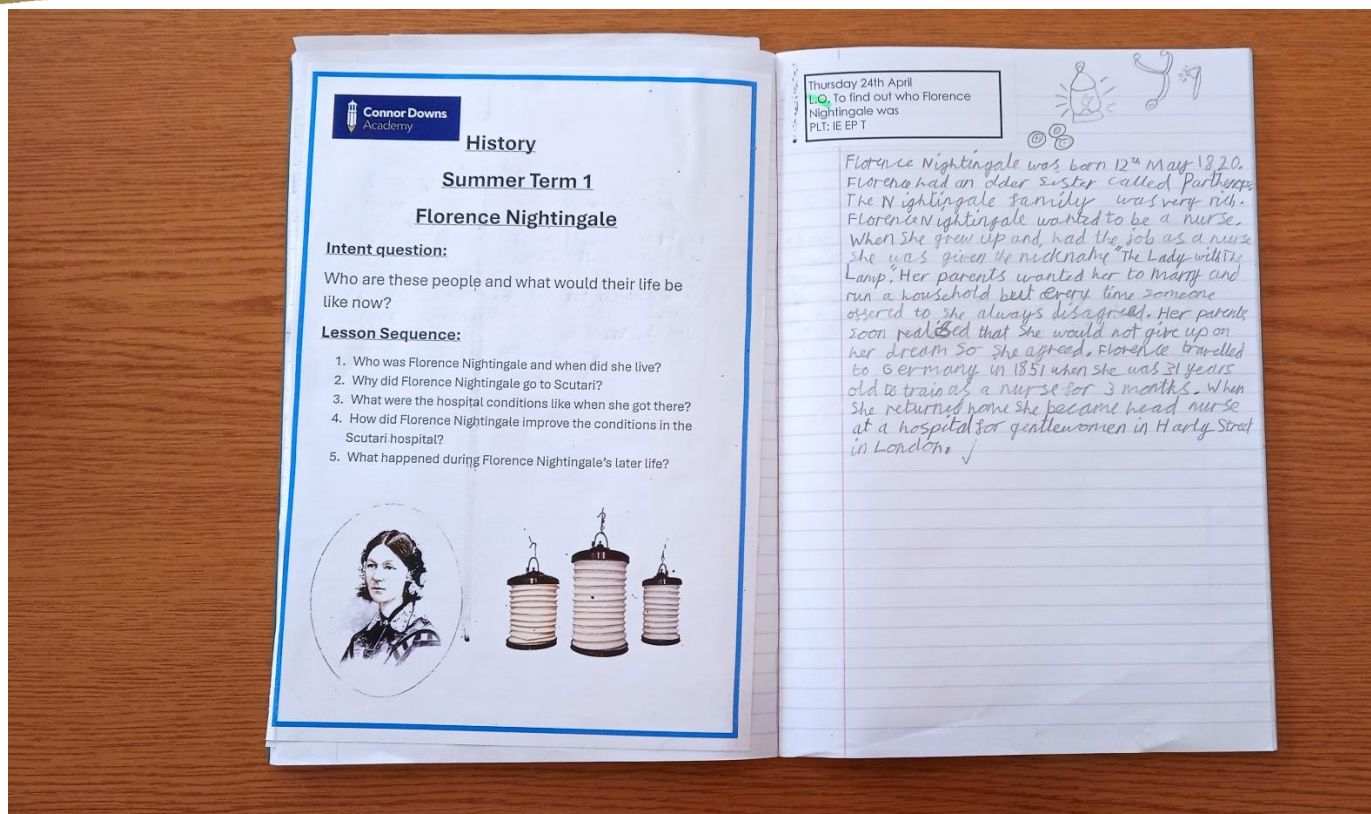 Connor Downs
Academy
History
Summer Term 1
Florence Nightingale
Intent question:
Who are these people and what would their life be
like now?
Lesson Sequence:
1. Who was Florence Nightingale and when did she live?
2. Why did Florence Nightingale go to Scutari?
3. What were the hospital conditions like when she got there?
4. How did Florence Nightingale improve the conditions in the
Scutari hospital?
5. What happened during Florence Nightingale's later life?
Thursday 24th April
L.O. To find out who Florence
Nightingale was
PLT: IE EP T
Florence Nightingale was born 12th May 1820.
Florence had an older sister called
The Nightingale family was very rich.
Florence Nightingale wanted to be a nurse.
When she grew up and had the job as a nurse
she was given the nickname "The Lady with The
Lamp". Her parents wanted her to marry and
run a household but every time someone
offered to she always disagreed. Her parents
soon realised that she would not give up on
her dream so she agreed. Florence travelled
to Germany in 1851 when she was 31 years
old to train as a nurse for 3 months. When
she returned home she became head nurse
at a hospital for gentlewomen in Harly Street
in London.